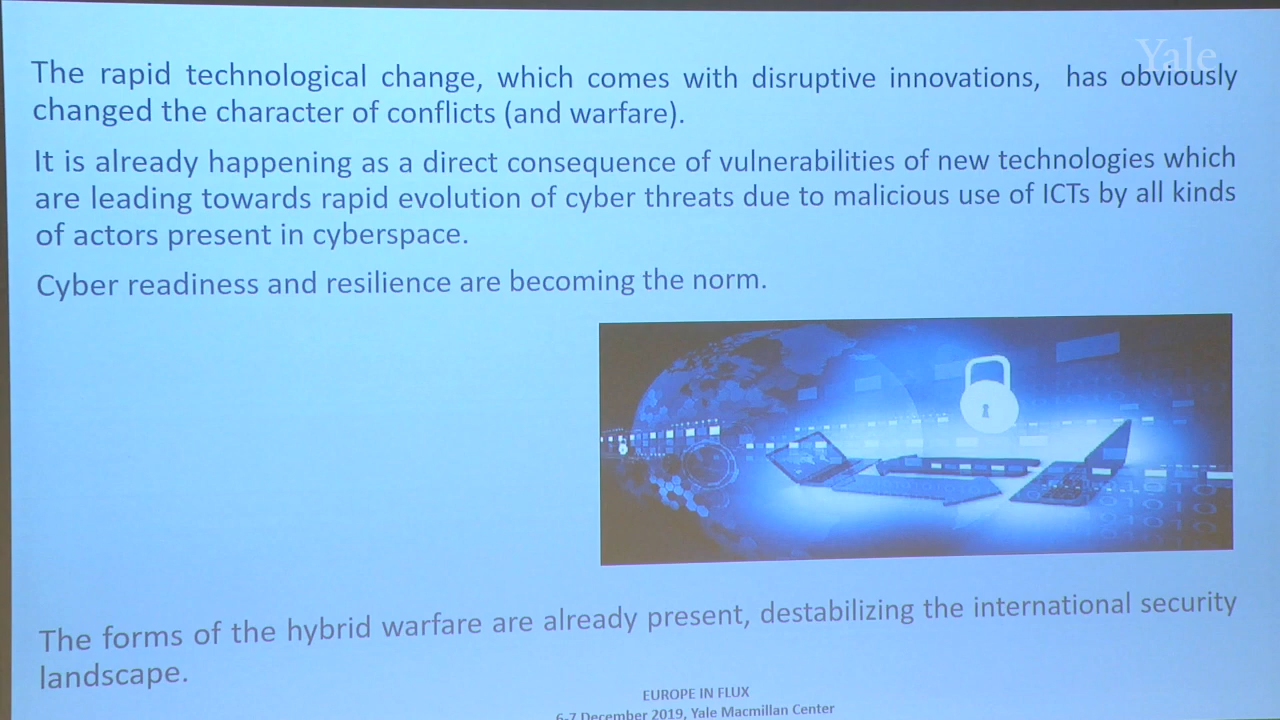 Yale
The rapid technological change, which comes with disruptive innovations, has obviously
changed the character of conflicts (and warfare).
It is already happening as a direct consequence of vulnerabilities of new technologies which
are leading towards rapid evolution of cyber threats due to malicious use of ICTs by all kinds
of actors present in cyberspace.
Cyber readiness and resilience are becoming the norm.
The forms of the hybrid warfare are already present, destabilizing the international security
landscape.
EUROPE IN FLUX
6-7 December 2019, Yale Macmillan Center